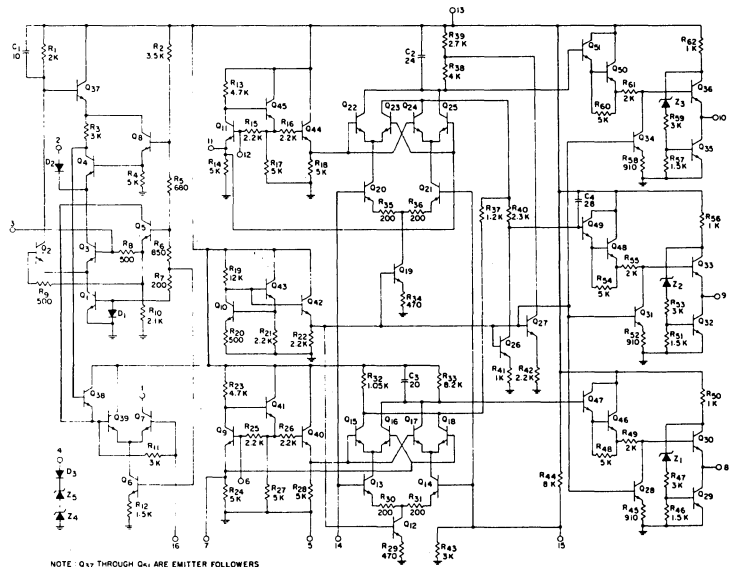 13
C1
10
R1
2K
R2
3.5K
Q37
R3
3K
2
D2
Q4
Q8
R4
5K
R5
680
3
Q5
Q2
Q3
R8
500
R6
850
R7
200
R9
500
Q1
D1
R10
2.1K
Q38
Q39
1
Q7
R11
3K
Q6
R12
1.5K
4
D3
Z5
Z4
16
R13
4.7K
Q45
Q11
R15
2.2K
R16
2.2K
Q44
11
12
R14
5K
R17
5K
R18
5K
R19
12K
Q43
Q10
Q42
R20
500
R21
2.2K
R22
2.2K
R23
4.7K
Q41
Q9
R25
2.2K
R26
2.2K
Q40
6
R24
5K
R27
5K
R28
5K
7
5
C2
24
R39
2.7K
R38
4K
Q22
Q23
Q24
Q25
Q20
Q21
R35
200
R36
200
R37
1.2K
R40
2.3K
Q19
R34
470
Q26
Q27
R41
1K
R42
2.2K
R32
1.05K
C3
20
R33
8.2K
Q15
Q16
Q17
Q18
Q13
Q14
R30
200
R31
200
Q12
R29
470
R43
3K
14
R44
8K
15
Q51
Q50
R62
1K
R61
2K
Q36
Z3
R60
5K
R59
3K
10
Q34
Q35
R58
910
R57
1.5K
C4
28
Q49
Q48
R56
1K
R55
2K
Q33
Z2
R54
5K
R53
3K
9
Q31
Q32
R52
910
R51
1.5K
Q47
Q46
R50
1K
R49
2K
Q30
Z1
R48
5K
R47
3K
8
Q28
Q29
R45
910
R46
1.5K
NOTE: Q37 THROUGH Q51 ARE EMITTER FOLLOWERS